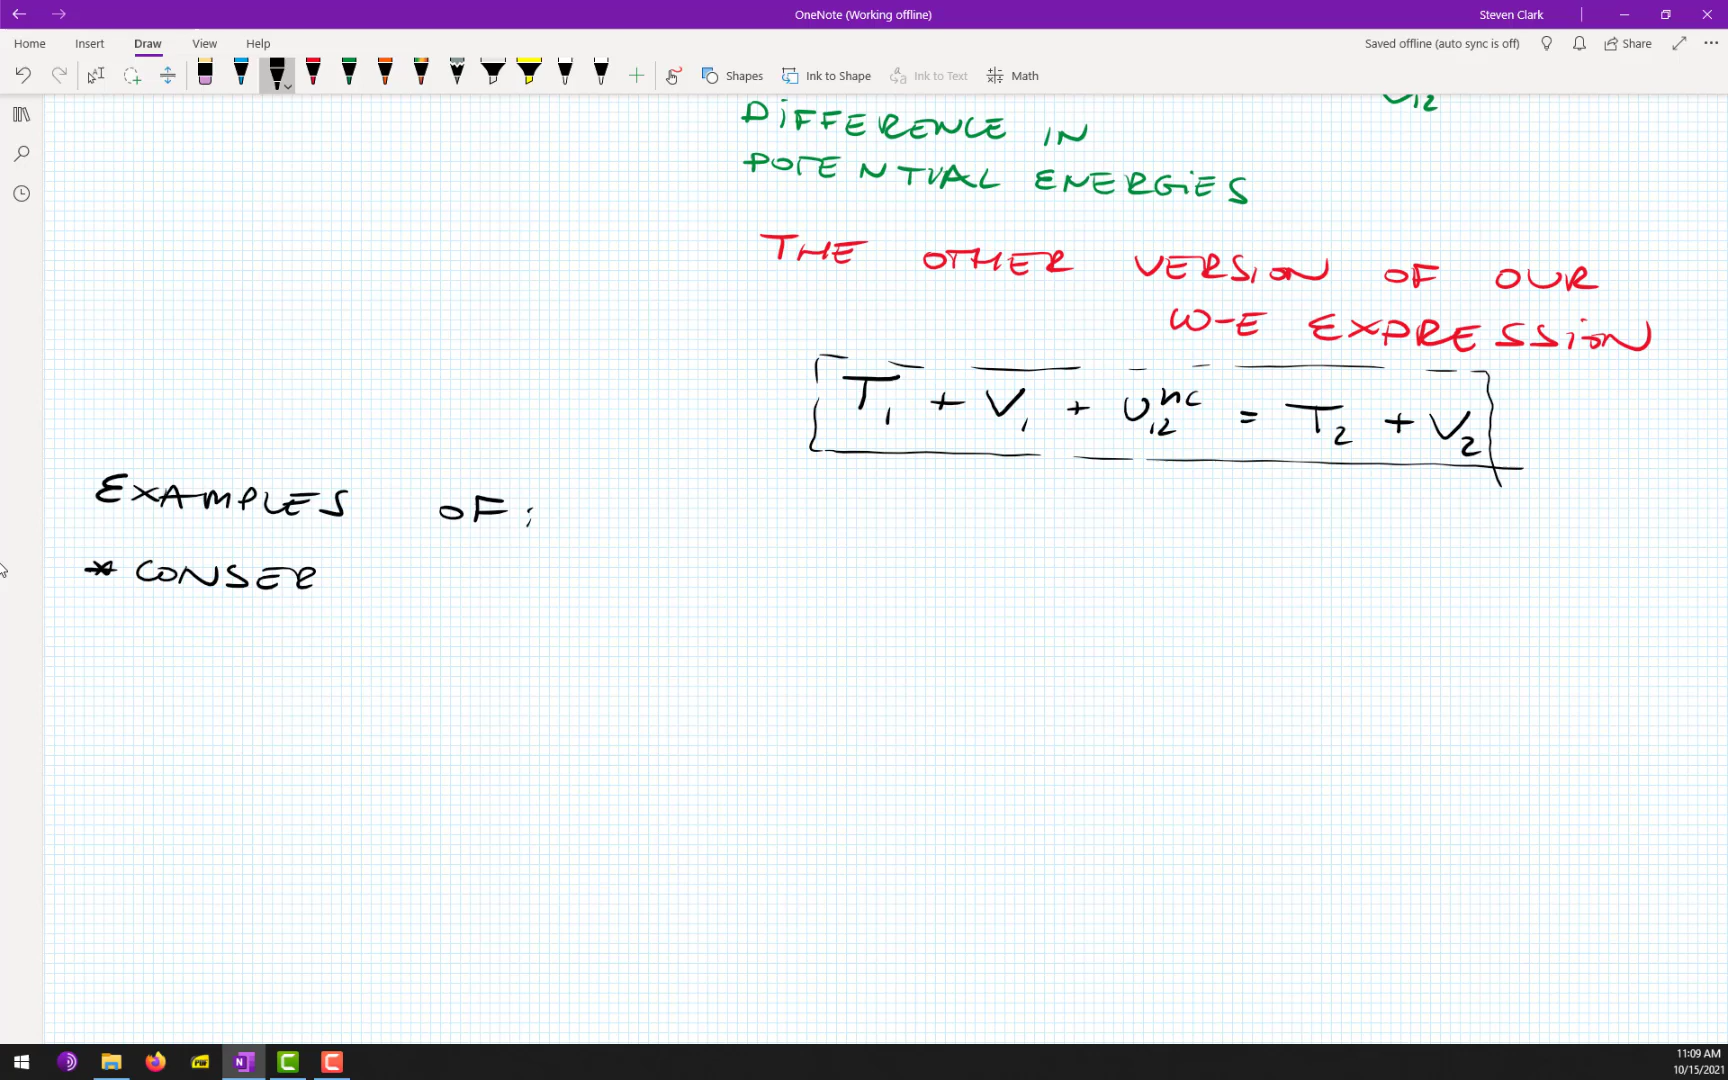 OneNote (Working offline)
Steven Clark
Home Insert Draw View Help
Saved offline (auto sync is off) Share
Shapes Ink to Shape Ink to Text Math
V12
DiFFERENCE IN
POTENTIAL ENERGiES
THE OTHER VERSION OF OUR
W-E EXPRESSiON
T₁ + V₁ + U₁₂ⁿᶜ = T₂ + V₂
EXAMPLES OF:
* CONSER
11:09 AM
10/15/2021